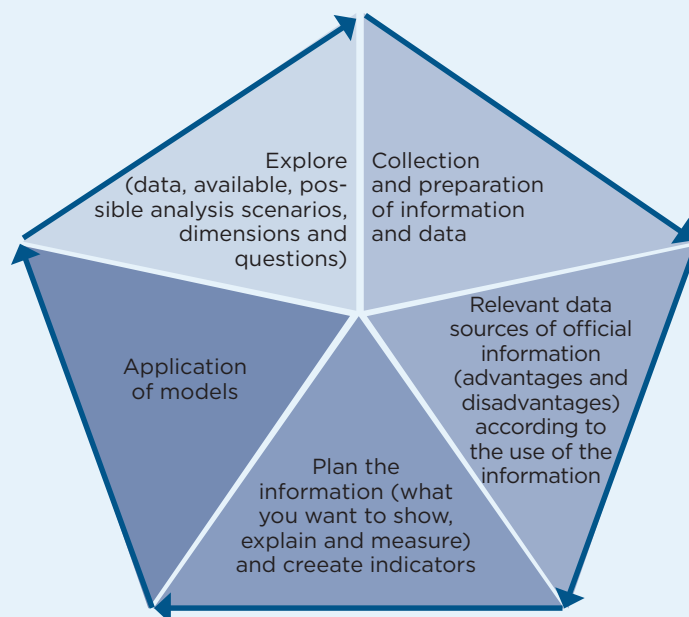 Explore
(data, available, pos-
sible analysis scenarios,
dimensions and
questions)
Collection
and preparation
of information
and data
Relevant data
sources of official
information
(advantages and
disadvantages)
according to
the use of the
information
Plan the
information (what
you want to show,
explain and measure)
and creeate indicators
Application
of models